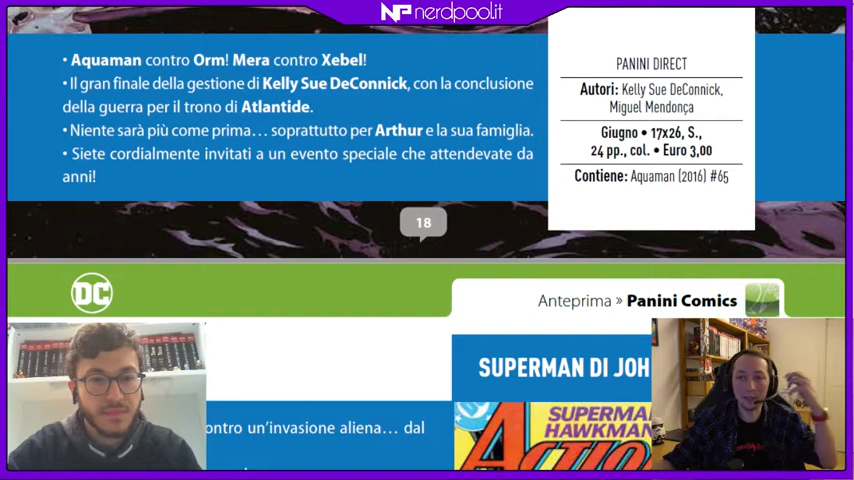 NP nerdpool.it
• Aquaman contro Orm! Mera contro Xebel!
• Il gran finale della gestione di Kelly Sue DeConnick, con la conclusione
della guerra per il trono di Atlantide.
• Niente sarà più come prima… soprattutto per Arthur e la sua famiglia.
• Siete cordialmente invitati a un evento speciale che attendevate da
anni!
PANINI DIRECT
Autori: Kelly Sue DeConnick,
Miguel Mendonça
Giugno • 17x26, S.,
24 pp., col. • Euro 3,00
Contiene: Aquaman (2016) #65
18
DC
Anteprima » Panini Comics
SUPERMAN DI JOH
ontro un'invasione aliena… dal
SUPERMA
HAWKMAN
ACTIO